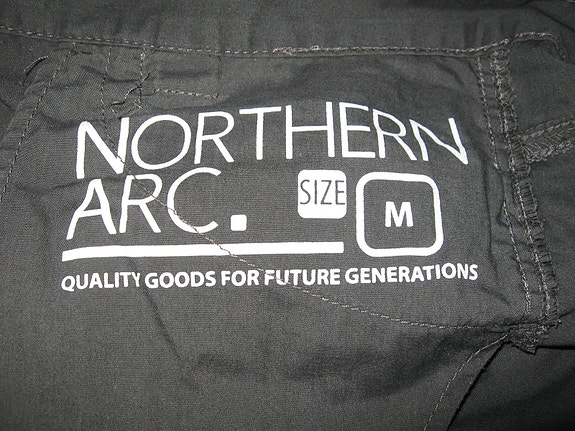 NORTHERN
ARC.
SIZE
M
QUALITY GOODS FOR FUTURE GENERATIONS